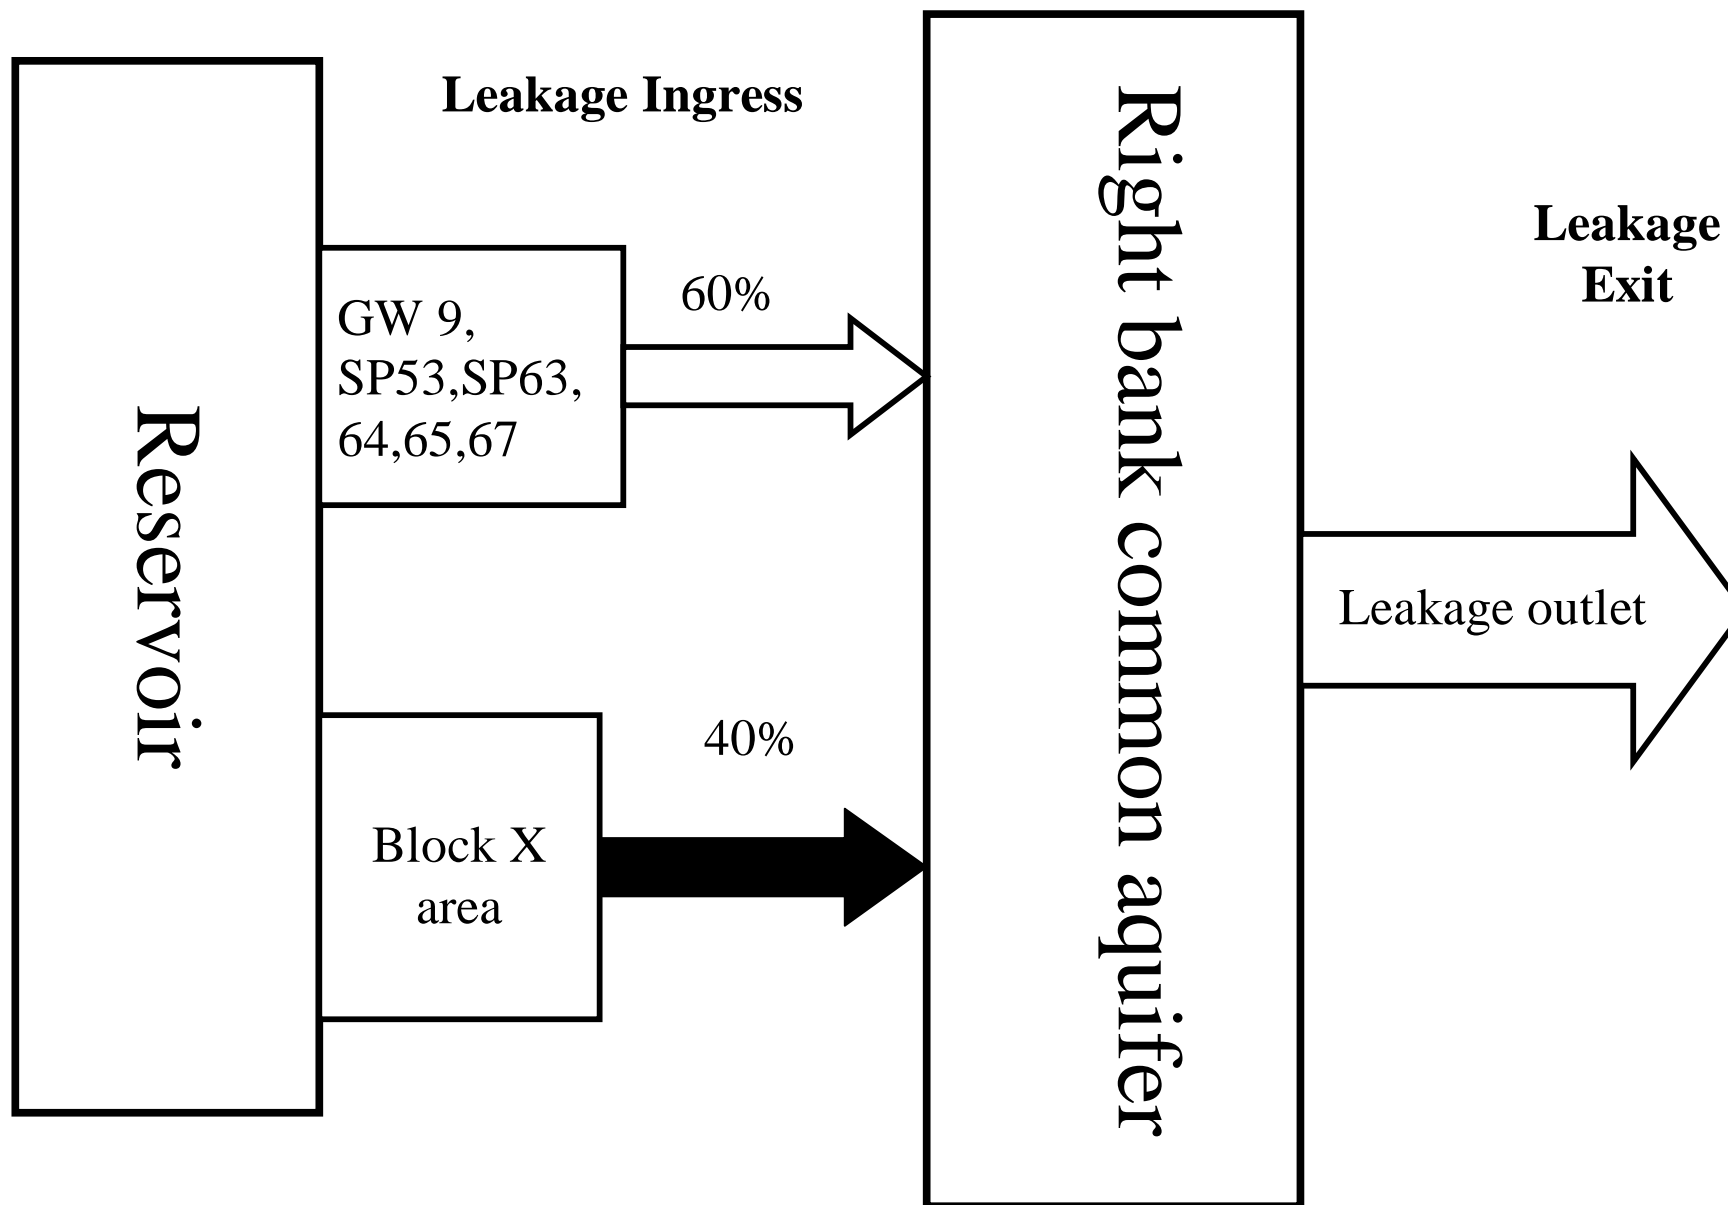 Reservoir
Leakage Ingress
GW 9,
SP53,SP63,
64,65,67
60%
Block X
area
40%
Right bank common aquifer
Leakage
Exit
Leakage outlet